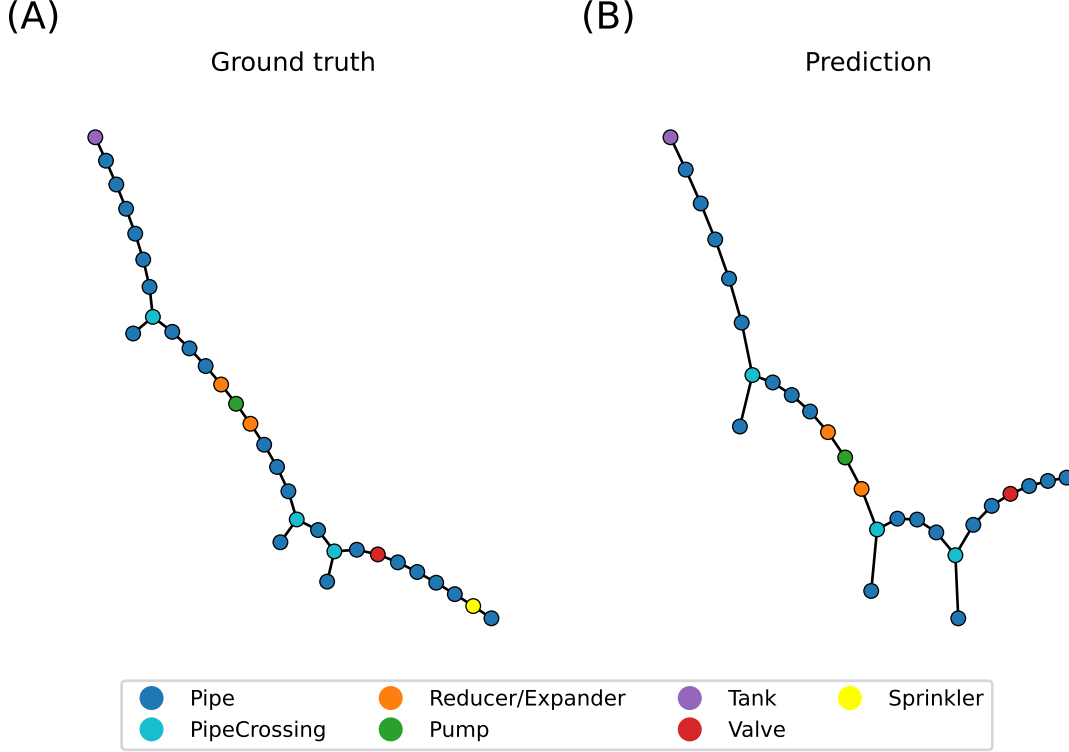 (A)
(B)
Ground truth
Prediction
Pipe
Reducer/Expander
Tank
Sprinkler
PipeCrossing
Pump
Valve